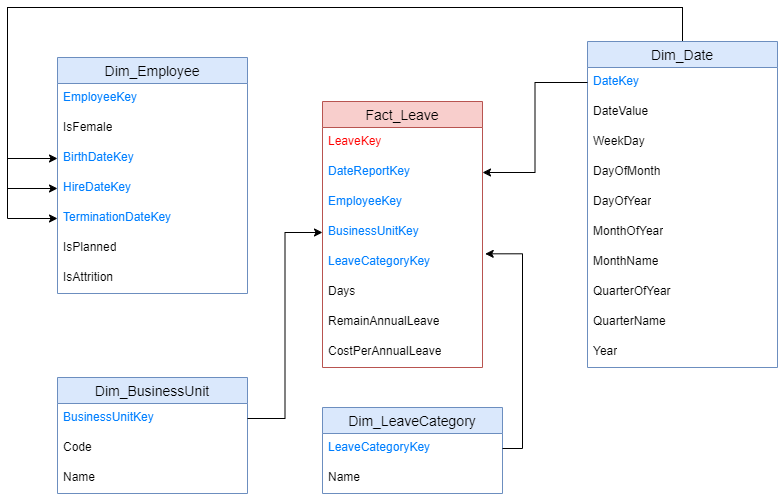 Dim_Employee
EmployeeKey
IsFemale
BirthDateKey
HireDateKey
TerminationDateKey
IsPlanned
IsAttrition
Fact_Leave
LeaveKey
DateReportKey
EmployeeKey
BusinessUnitKey
LeaveCategoryKey
Days
RemainAnnualLeave
CostPerAnnualLeave
Dim_Date
DateKey
DateValue
WeekDay
DayOfMonth
DayOfYear
MonthOfYear
MonthName
QuarterOfYear
QuarterName
Year
Dim_BusinessUnit
BusinessUnitKey
Code
Name
Dim_LeaveCategory
LeaveCategoryKey
Name